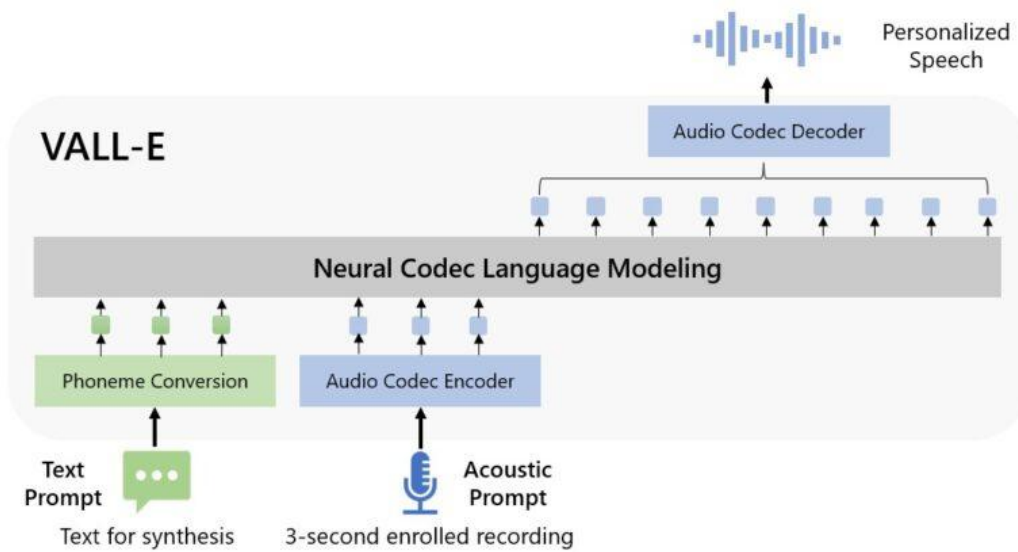 Personalized
Speech
Audio Codec Decoder
VALL-E
Neural Codec Language Modeling
Phoneme Conversion
Audio Codec Encoder
Text
Prompt
Acoustic
Prompt
Text for synthesis
3-second enrolled recording